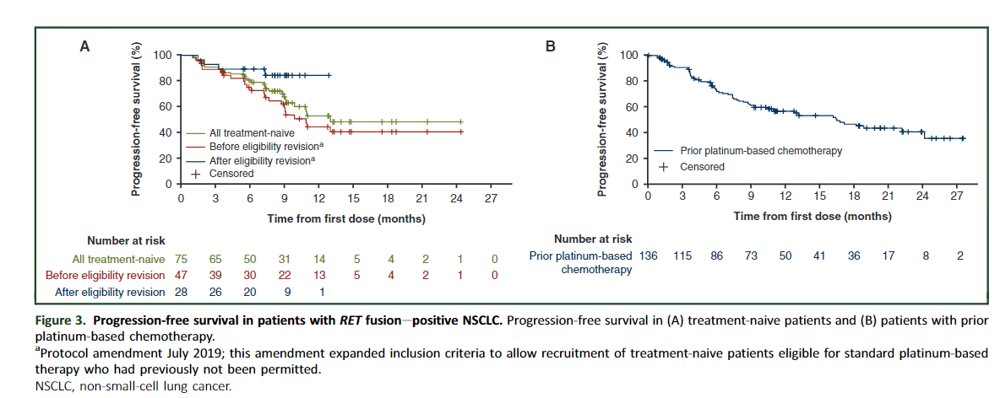 A
Progression-free survival (%)
100
80
60
40
20
0
All treatment-naive
Before eligibility revisionᵃ
After eligibility revisionᵃ
Censored
0 3 6 9 12 15 18 21 24 27
Time from first dose (months)
Number at risk
All treatment-naive 75 65 50 31 14 5 4 2 1 0
Before eligibility revision 47 39 30 22 13 5 4 2 1 0
After eligibility revision 28 26 20 9 1
B
Progression-free survival (%)
100
80
60
40
20
0
Prior platinum-based chemotherapy
Censored
0 3 6 9 12 15 18 21 24 27
Time from first dose (months)
Number at risk
Prior platinum-based 136 115 86 73 50 41 36 17 8 2
chemotherapy
Figure 3. Progression-free survival in patients with RET fusion—positive NSCLC. Progression-free survival in (A) treatment-naive patients and (B) patients with prior
platinum-based chemotherapy.
ᵃProtocol amendment July 2019; this amendment expanded inclusion criteria to allow recruitment of treatment-naive patients eligible for standard platinum-based
therapy who had previously not been permitted.
NSCLC, non-small-cell lung cancer.